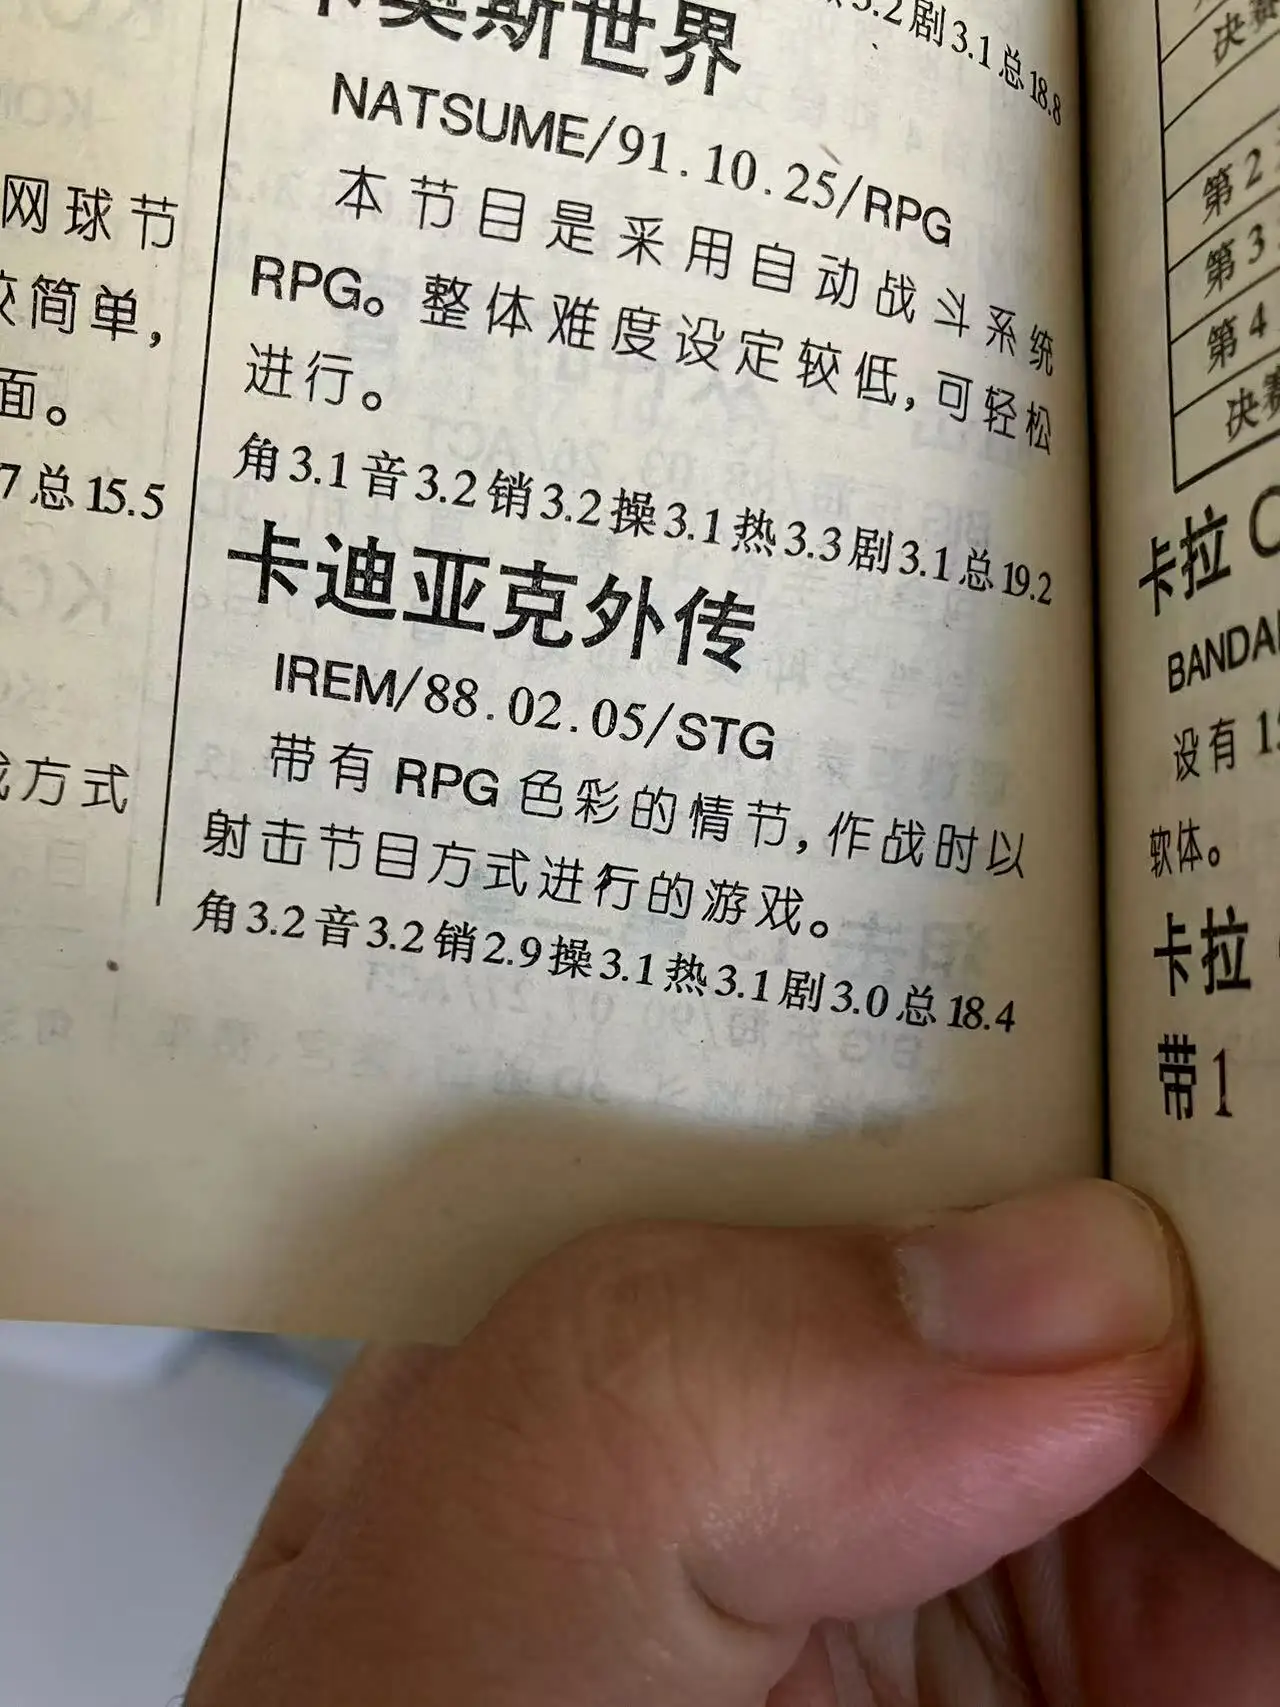 网球节
简单,
面。
7总15.5
方式
3.2剧3.1总18.8
卡奥斯世界
NATSUME/91.10.25/RPG
本节目是采用自动战斗系统
RPG。整体难度设定较低,可轻松
进行。
角3.1音3.2销3.2操3.1热3.3剧3.1总19.2
卡迪亚克外传
IREM/88.02.05/STG
带有RPG色彩的情节,作战时以
射击节目方式进行的游戏。
角3.2音3.2销2.9操3.1热3.1剧3.0总18.4
决赛
第2
第3
第4
决赛
卡拉
BANDAI
设有1
软体。
卡拉
带1